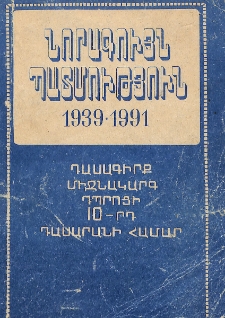 ՆՈՐԱԳՈՒՅՆ
ՊԱՏՄՈՒԹՅՈՒՆ
1939-1991
ԴԱՍԱԳԻՐՔ
ՄԻՋՆԱԿԱՐԳ
ԴՊՐՈՑԻ
10-ՐԴ
ԴԱՍԱՐԱՆԻ ՀԱՄԱՐ